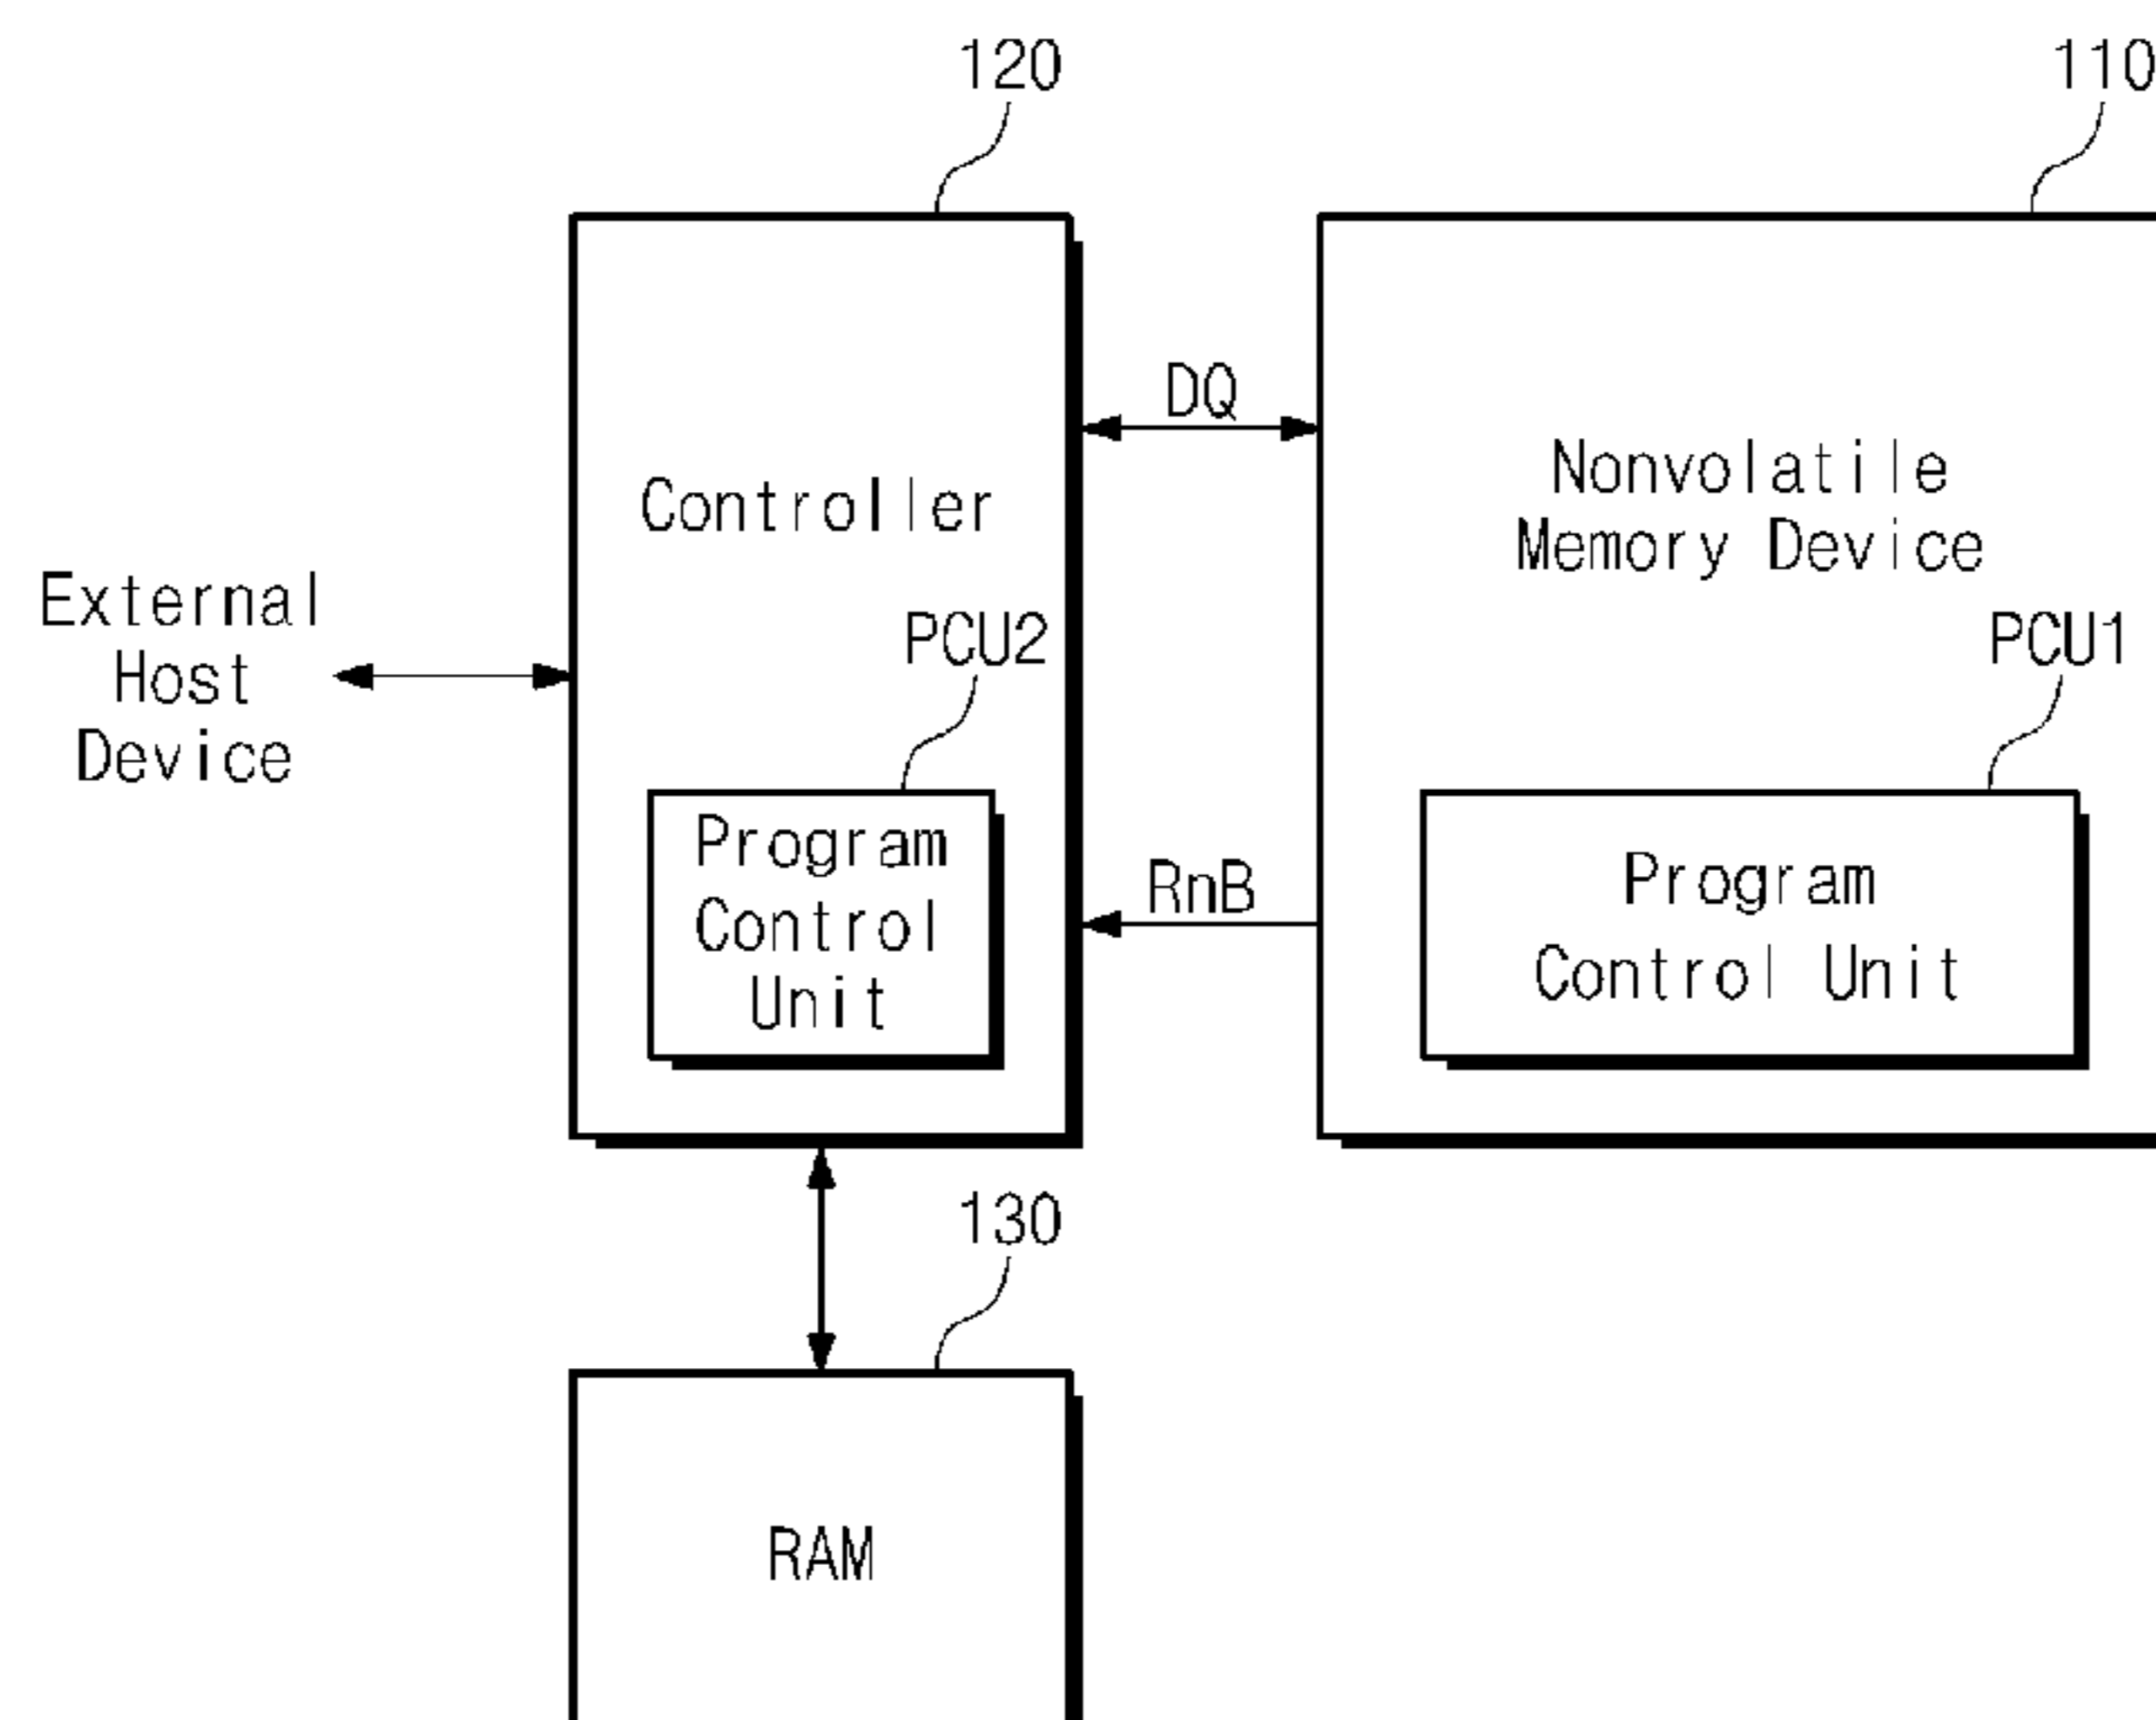 120
110
DQ
Controller
Nonvolatile
Memory Device
External
Host
Device
PCU2
PCU1
Program
Control
Unit
RnB
Program
Control Unit
130
RAM